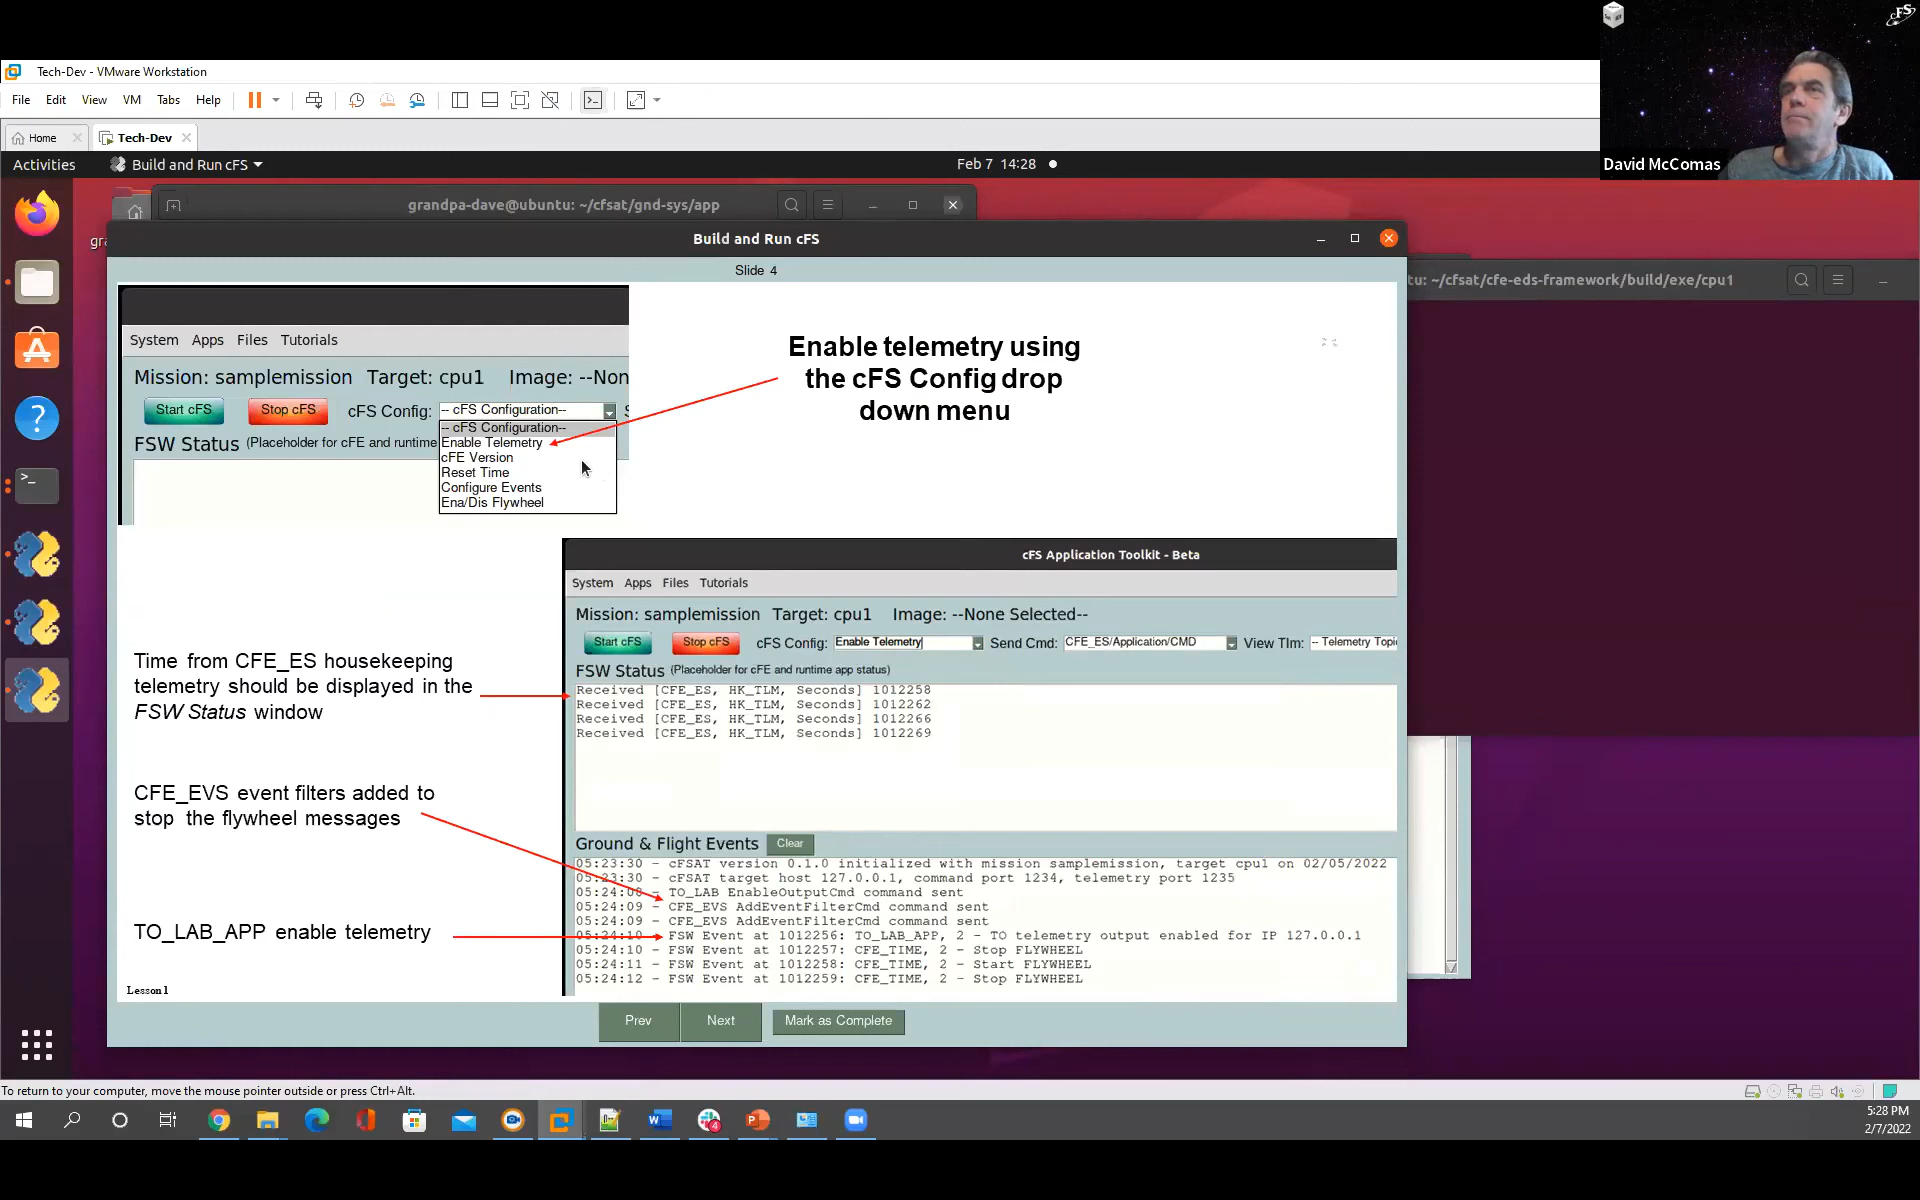 cFS
David McComas
Tech-Dev - VMware Workstation
File Edit View VM Tabs Help
Home Tech-Dev
Activities Build and Run cFS Feb 7 14:28
grandpa-dave@ubuntu: ~/cfsat/gnd-sys/app
gra
Build and Run cFS
tu: ~/cfsat/cfe-eds-framework/build/exe/cpu1
Slide 4
System Apps Files Tutorials
Mission: samplemission Target: cpu1 Image: --Non
Start cFS Stop cFS cFS Config: -- cFS Configuration-- S
FSW Status (Placeholder for cFE and runtime
-- cFS Configuration--
Enable Telemetry
cFE Version
Reset Time
Configure Events
Ena/Dis Flywheel
Enable telemetry using
the cFS Config drop
down menu
cFS Application Toolkit - Beta
System Apps Files Tutorials
Mission: samplemission Target: cpu1 Image: --None Selected--
Start cFS Stop cFS cFS Config: Enable Telemetry Send Cmd: CFE_ES/Application/CMD View Tlm: -- Telemetry Topi
FSW Status (Placeholder for cFE and runtime app status)
Received [CFE_ES, HK_TLM, Seconds] 1012258
Received [CFE_ES, HK_TLM, Seconds] 1012262
Received [CFE_ES, HK_TLM, Seconds] 1012266
Received [CFE_ES, HK_TLM, Seconds] 1012269
Time from CFE_ES housekeeping
telemetry should be displayed in the
FSW Status window
CFE_EVS event filters added to
stop the flywheel messages
TO_LAB_APP enable telemetry
Ground & Flight Events Clear
05:23:30 - cFSAT version 0.1.0 initialized with mission samplemission, target cpu1 on 02/05/2022
05:23:30 - cFSAT target host 127.0.0.1, command port 1234, telemetry port 1235
05:24:08 - TO_LAB EnableOutputCmd command sent
05:24:09 - CFE_EVS AddEventFilterCmd command sent
05:24:09 - CFE_EVS AddEventFilterCmd command sent
05:24:10 - FSW Event at 1012256: TO_LAB_APP, 2 - TO telemetry output enabled for IP 127.0.0.1
05:24:10 - FSW Event at 1012257: CFE_TIME, 2 - Stop FLYWHEEL
05:24:11 - FSW Event at 1012258: CFE_TIME, 2 - Start FLYWHEEL
05:24:12 - FSW Event at 1012259: CFE_TIME, 2 - Stop FLYWHEEL
Lesson 1
Prev Next Mark as Complete
To return to your computer, move the mouse pointer outside or press Ctrl+Alt.
4
5:28 PM
2/7/2022